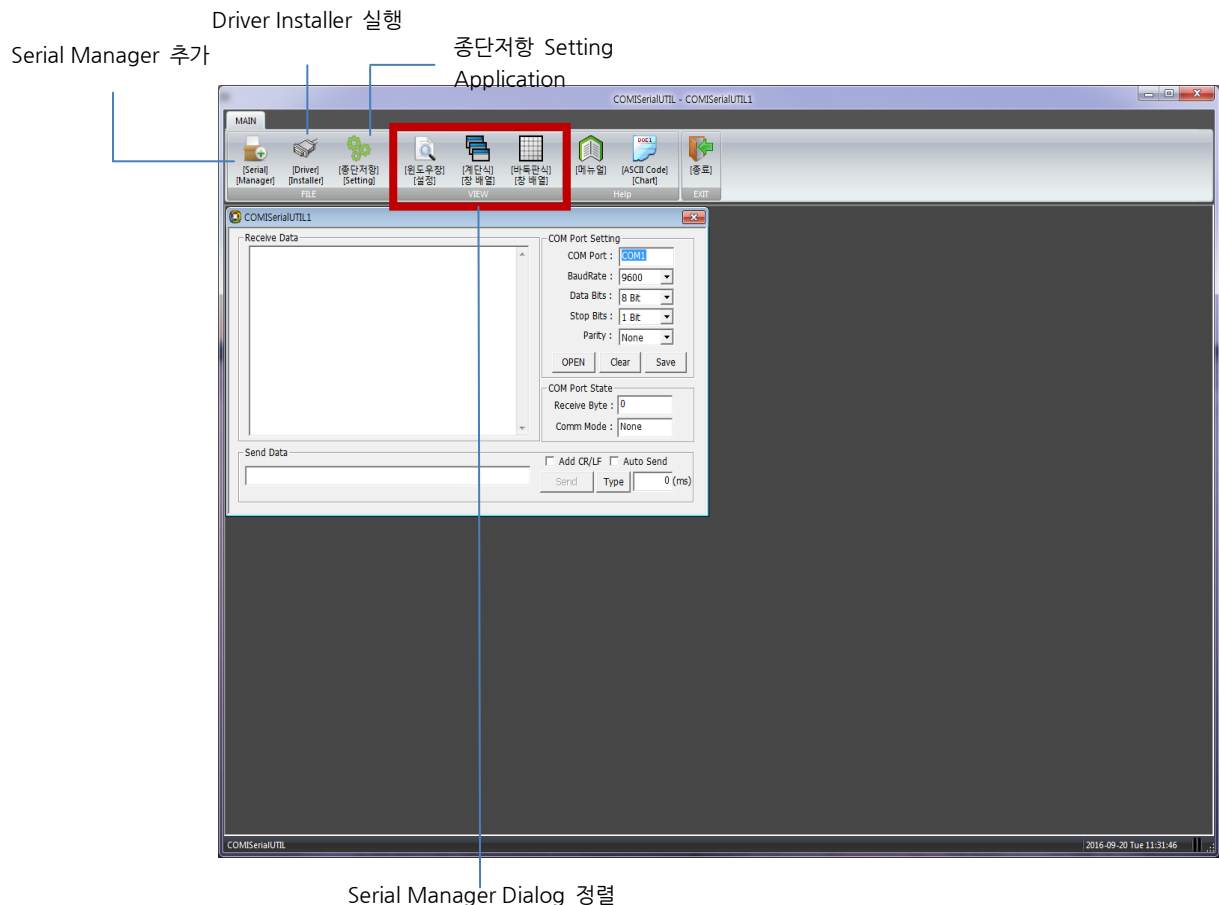 Driver Installer 실행
Serial Manager 추가
종단저항 Setting
Application
COMISerialUTIL - COMISerialUTIL1
MAIN
[Serial]
[Manager]
[Driver]
[Installer]
[종단저항]
[Setting]
[윈도우창]
[설정]
[계단식]
[창 배열]
[바둑판식]
[창 배열]
[메뉴얼]
[ASCII Code]
[Chart]
[종료]
FILE
VIEW
Help
EXIT
COMISerialUTIL1
Receive Data
COM Port Setting
COM Port : COM1
BaudRate : 9600
Data Bits : 8 Bit
Stop Bits : 1 Bit
Parity : None
OPEN Clear Save
COM Port State
Receive Byte : 0
Comm Mode : None
Send Data
Add CR/LF Auto Send
Send Type 0 (ms)
COMISerialUTIL
2016-09-20 Tue 11:31:46
Serial Manager Dialog 정렬